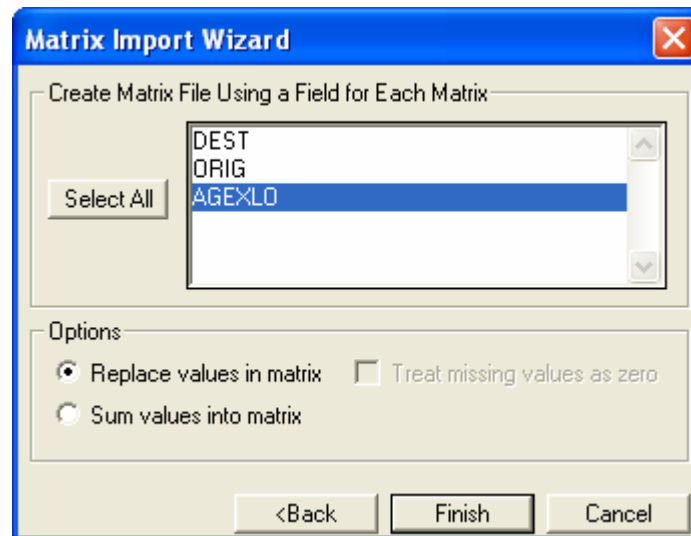 Matrix Import Wizard
Create Matrix File Using a Field for Each Matrix
DEST
ORIG
AGEXLO
Select All
Options
Replace values in matrix Treat missing values as zero
Sum values into matrix
<Back Finish Cancel